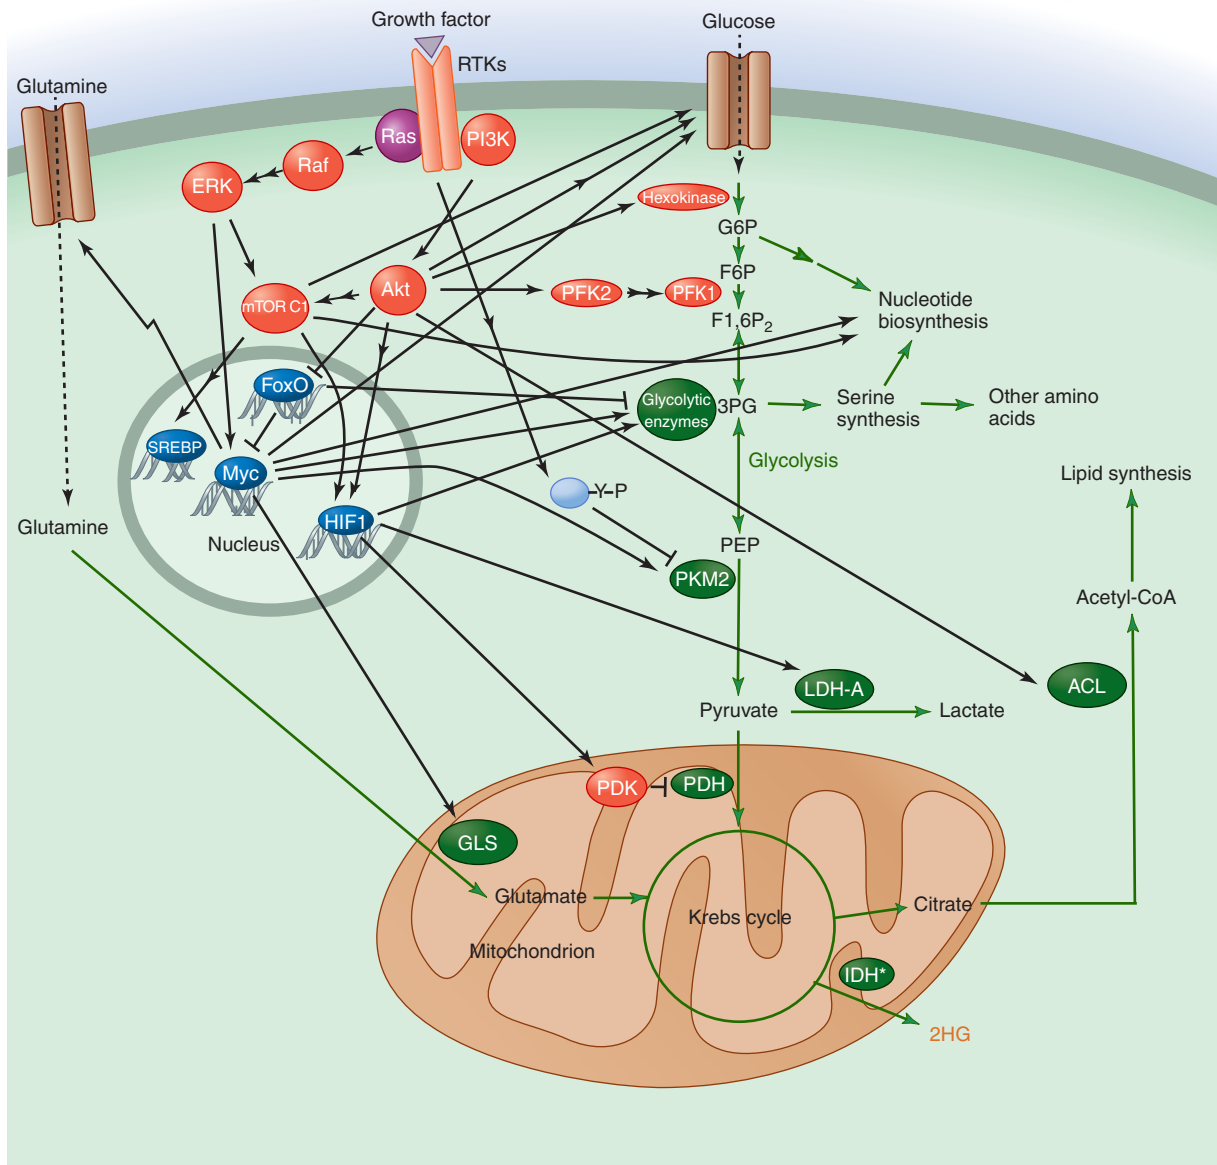 Growth factor
Glucose
RTKs
Glutamine
Ras
PI3K
Raf
ERK
Hexokinase
G6P
F6P
Akt
mTOR C1
PFK2
PFK1
Nucleotide
biosynthesis
F1,6P2
FoxO
Glycolytic
enzymes
3PG
Serine
synthesis
Other amino
acids
SREBP
Myc
Glycolysis
Lipid synthesis
Y-P
HIF1
Glutamine
Nucleus
PEP
PKM2
Acetyl-CoA
LDH-A
ACL
Pyruvate
Lactate
PDK
PDH
GLS
Glutamate
Krebs cycle
Citrate
Mitochondrion
IDH*
2HG